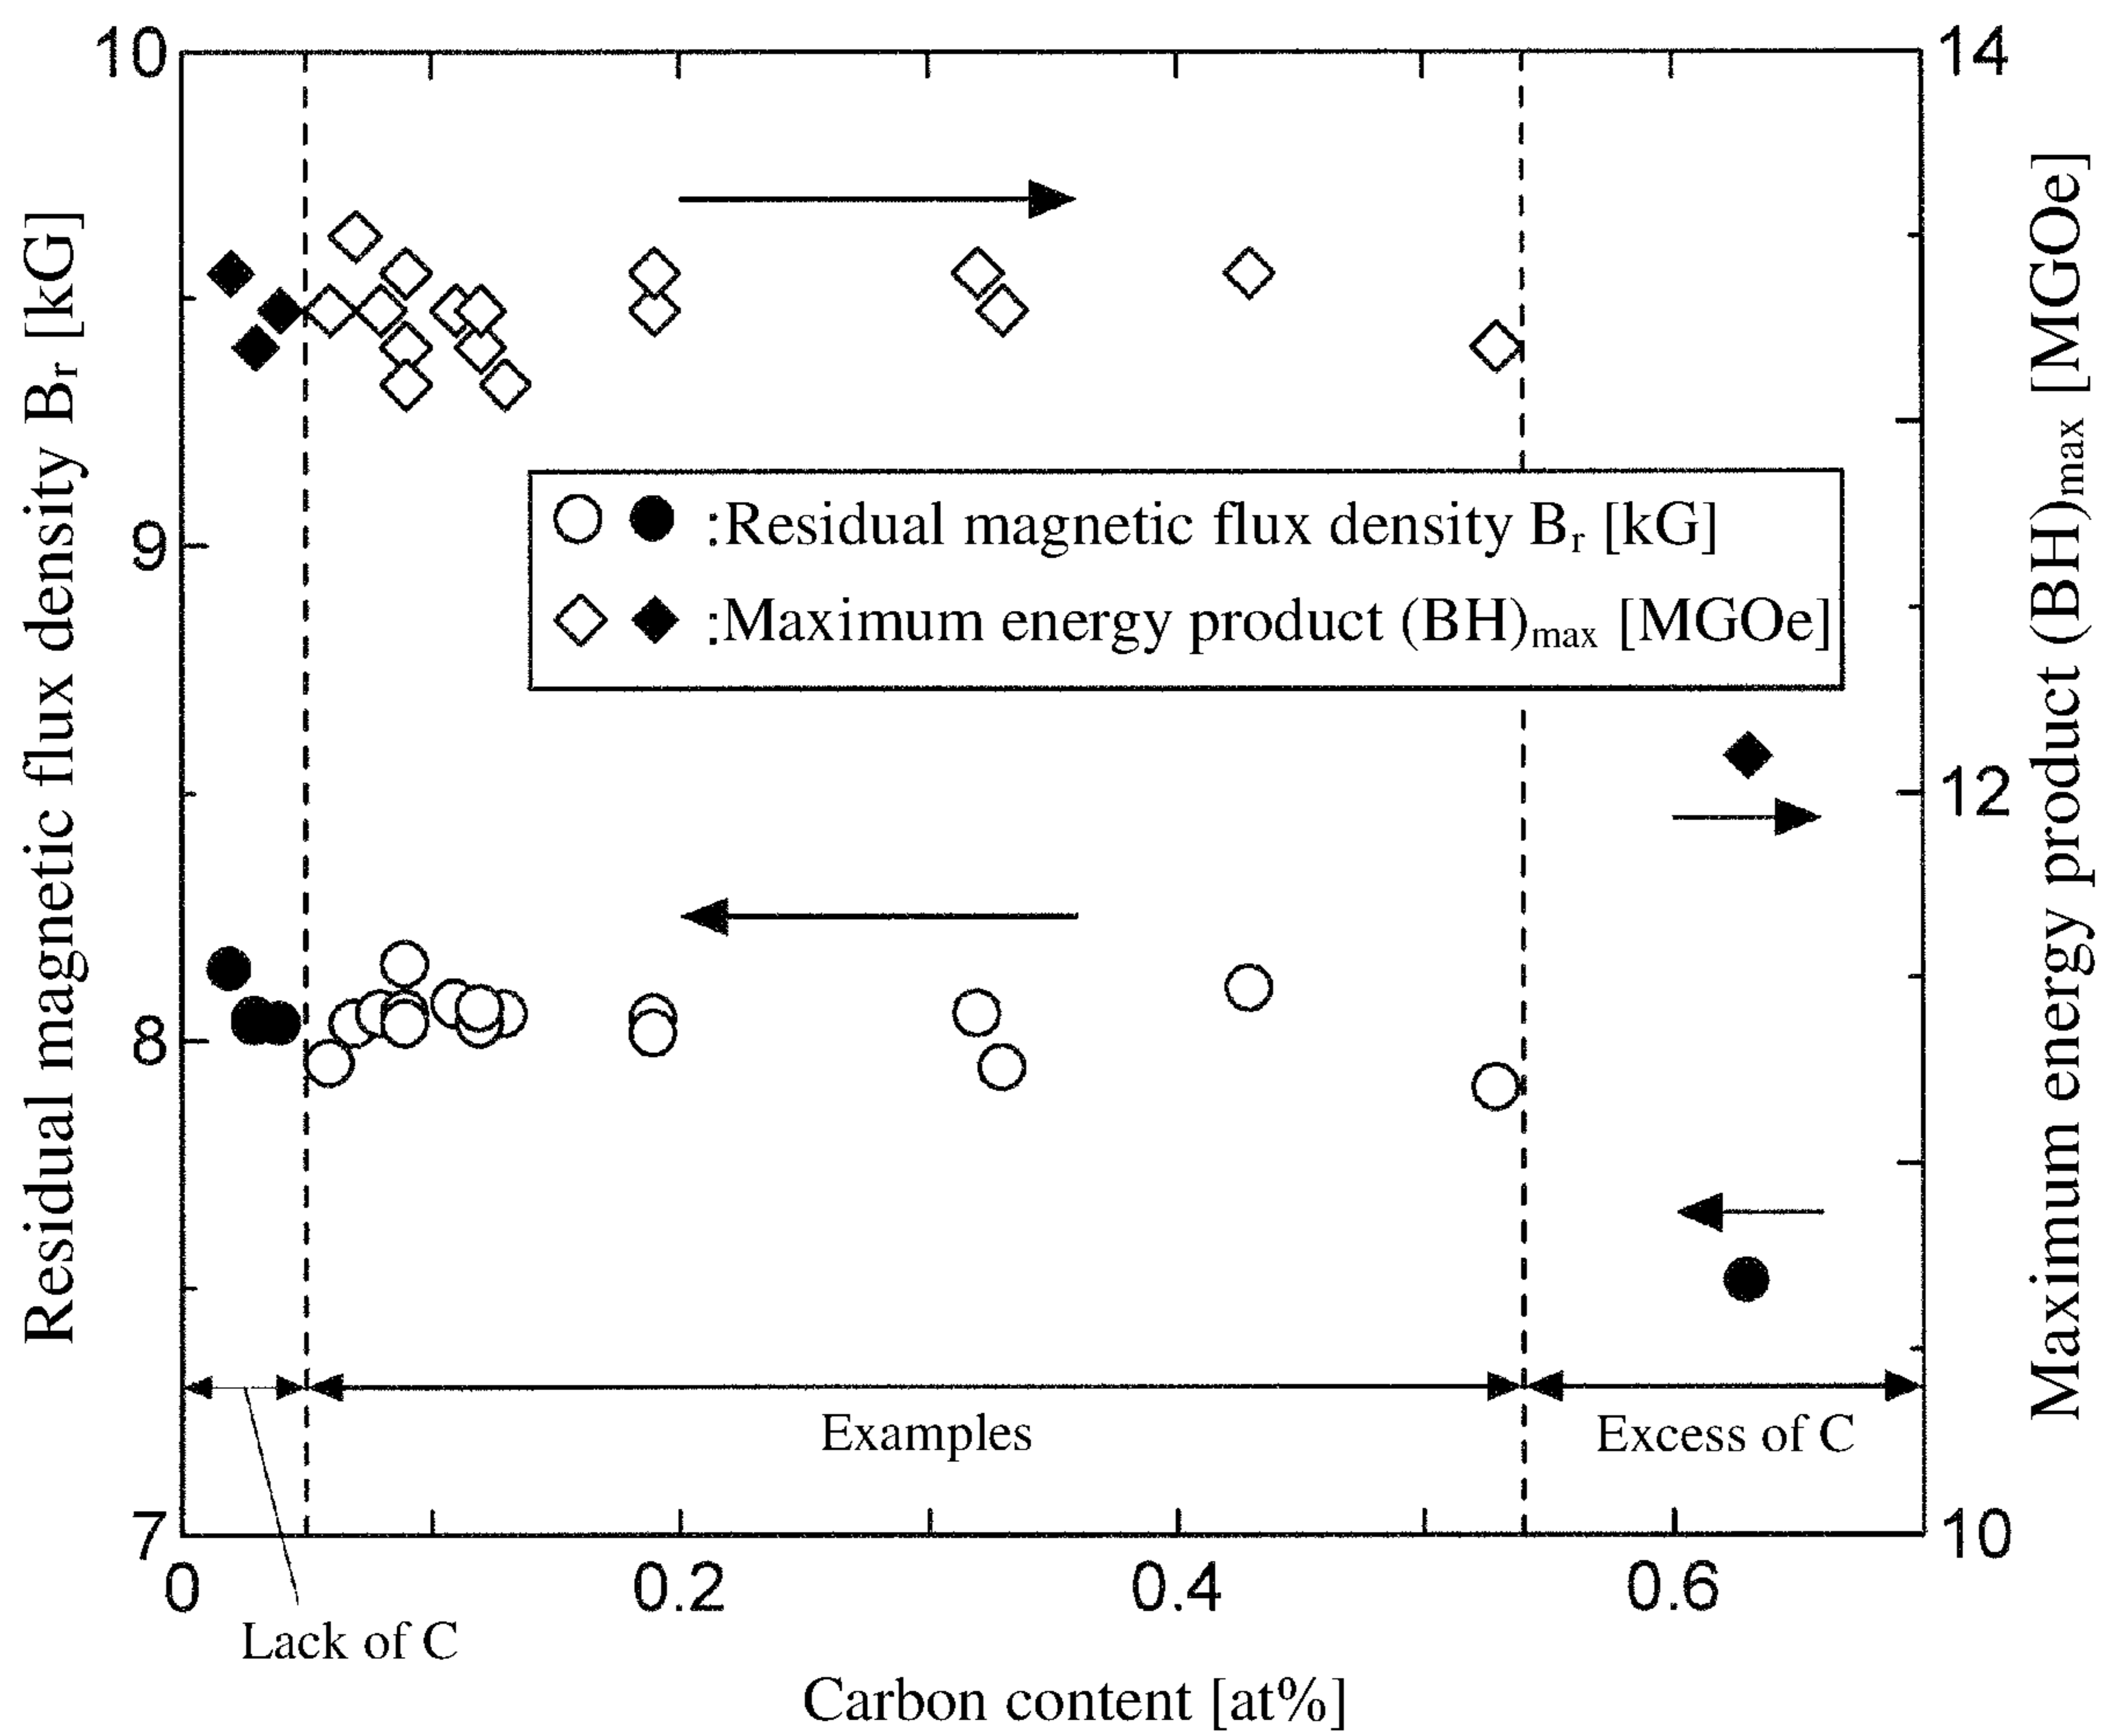 10
14
Residual magnetic flux density Br [kG]
Maximum energy product (BH)max [MGOe]
:Residual magnetic flux density Br [kG]
:Maximum energy product (BH)max [MGOe]
9
12
8
Examples
Excess of C
7
10
0
0.2
0.4
0.6
Lack of C
Carbon content [at%]